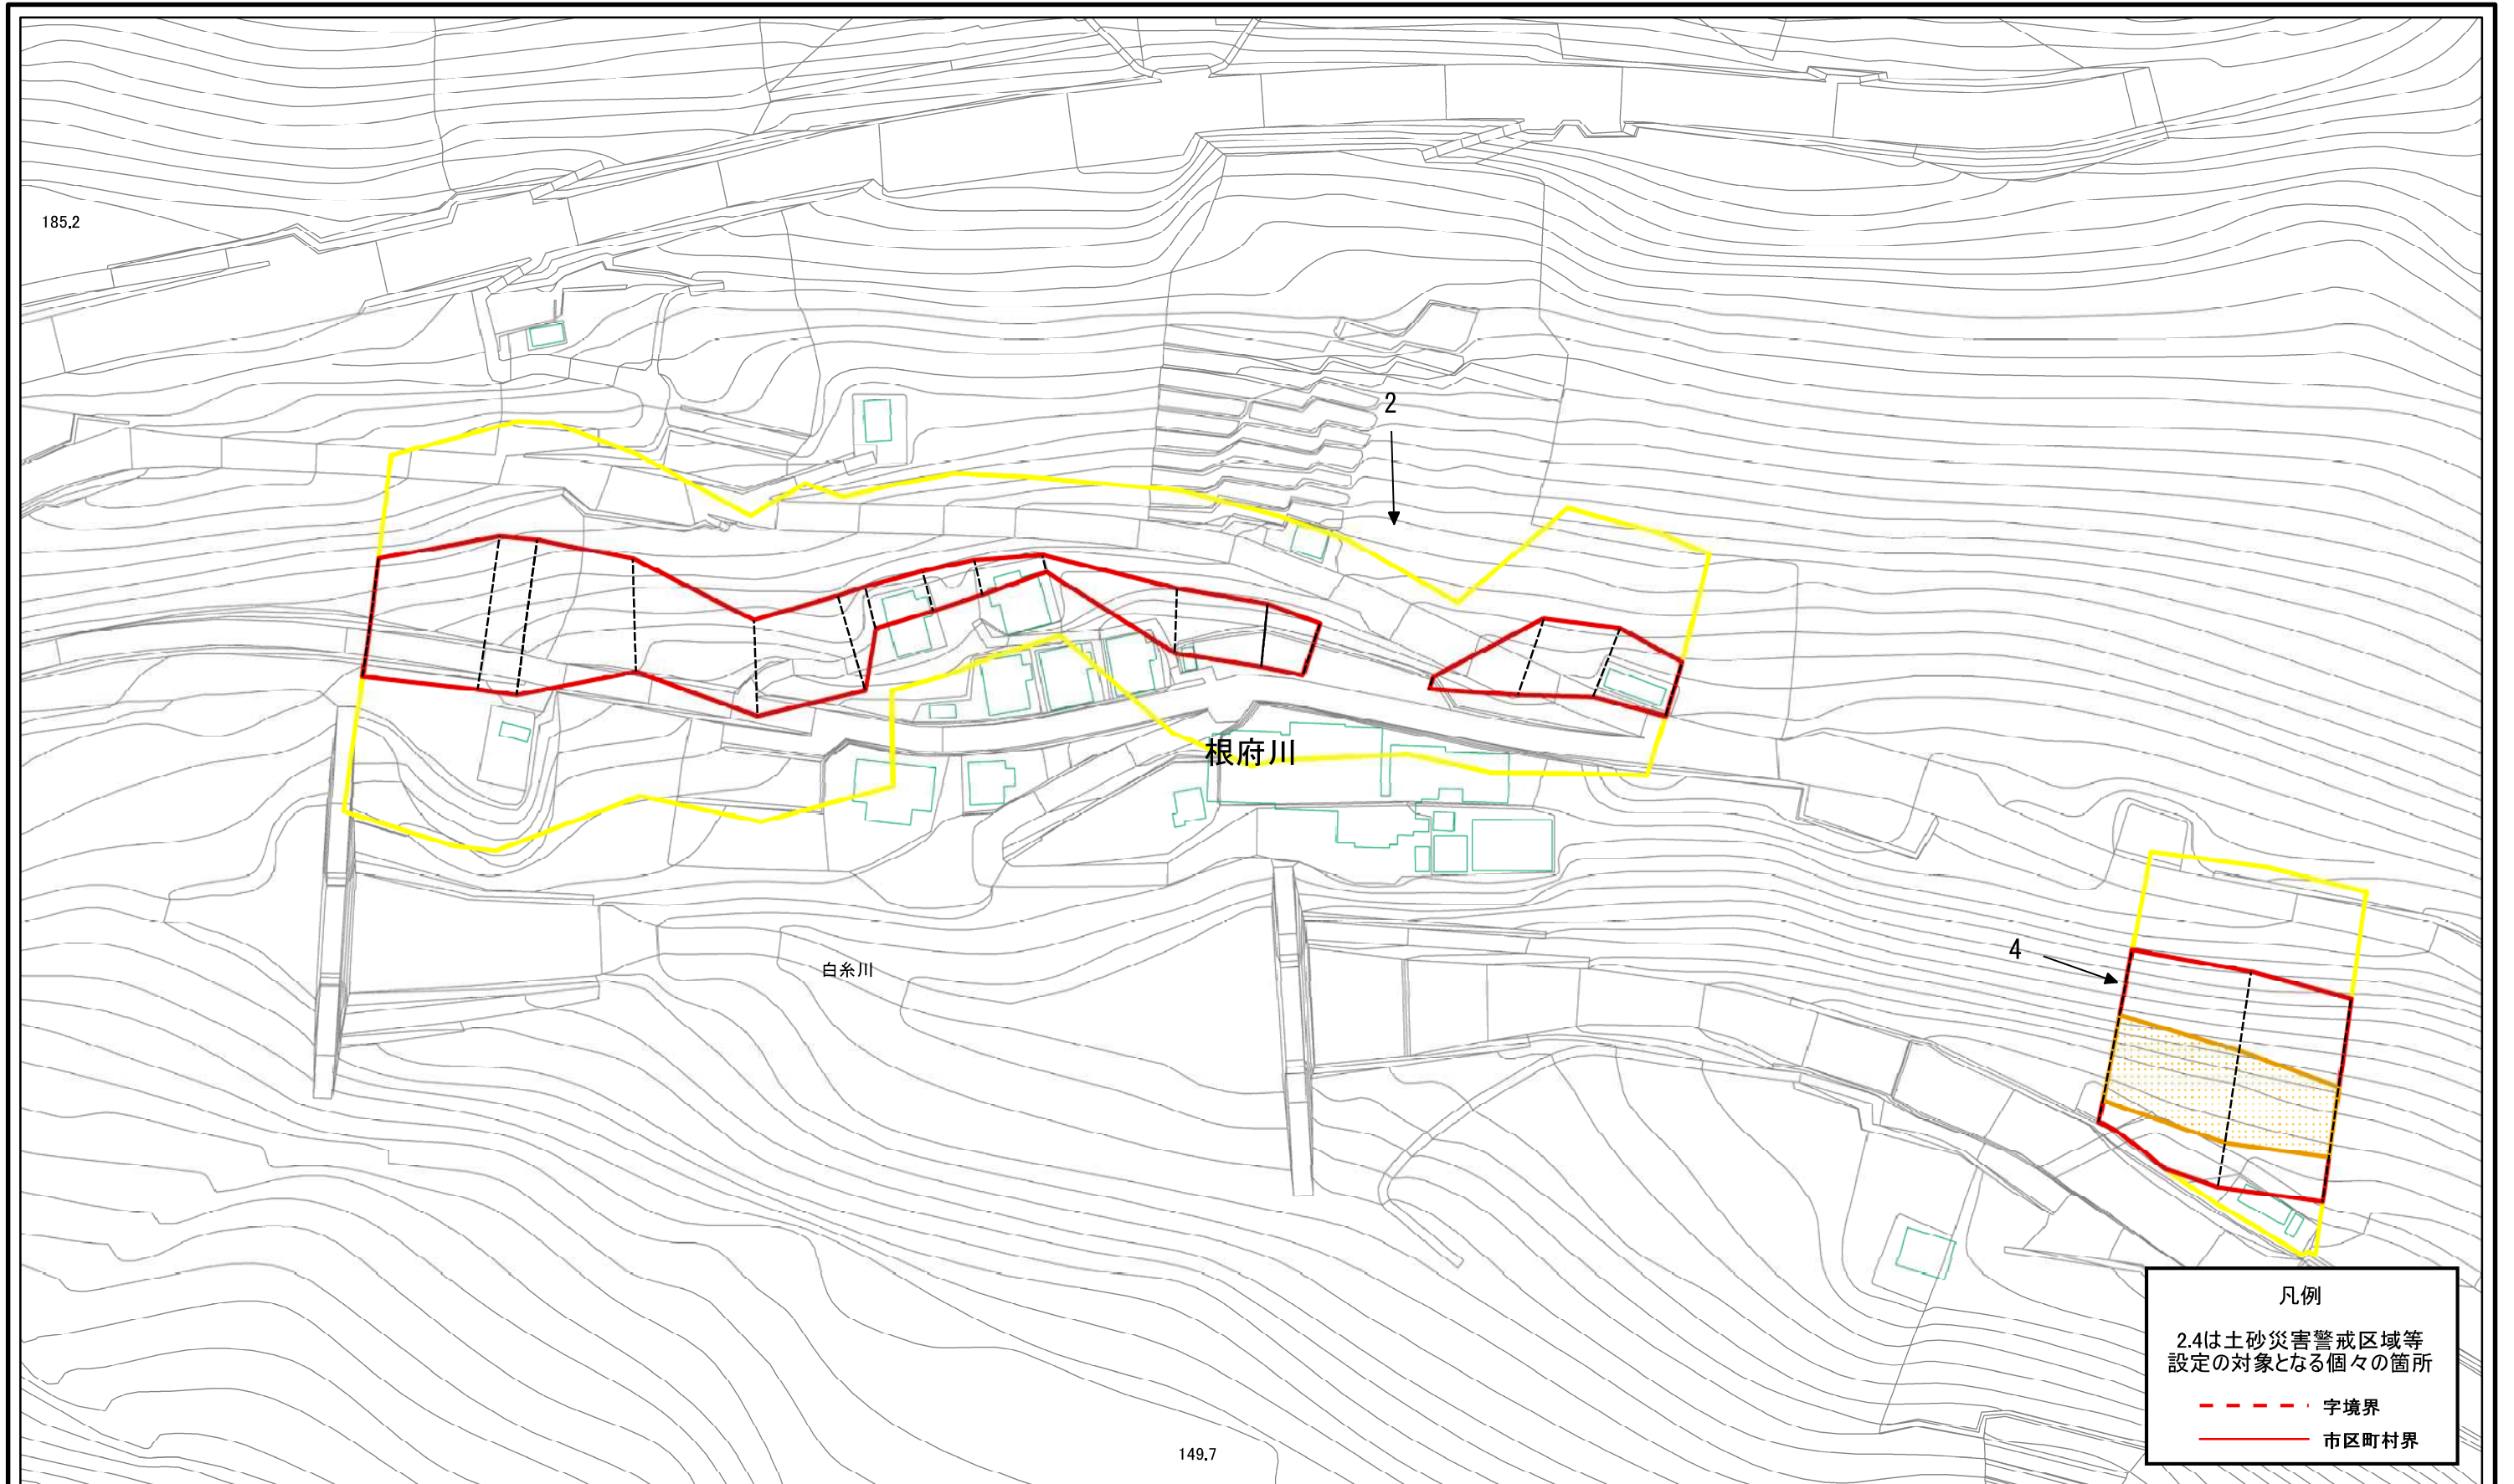 185.2
2
根府川
4
白糸川
149.7
凡例
2.4は土砂災害警戒区域等
設定の対象となる個々の箇所
字境界
市区町村界